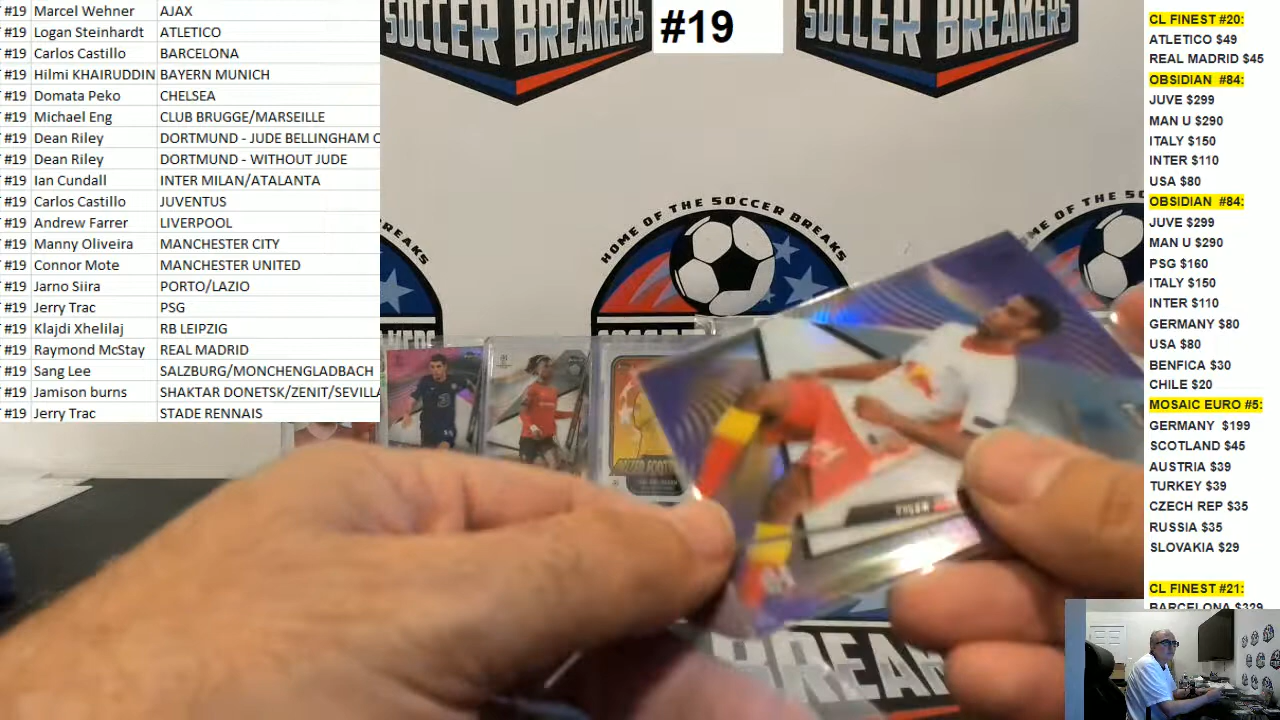 #19 Marcel Wehner AJAX
#19 Logan Steinhardt ATLETICO
#19 Carlos Castillo BARCELONA
#19 Hilmi KHAIRUDDIN BAYERN MUNICH
#19 Domata Peko CHELSEA
#19 Michael Eng CLUB BRUGGE/MARSEILLE
#19 Dean Riley DORTMUND - JUDE BELLINGHAM C
#19 Dean Riley DORTMUND - WITHOUT JUDE
#19 Ian Cundall INTER MILAN/ATALANTA
#19 Carlos Castillo JUVENTUS
#19 Andrew Farrer LIVERPOOL
#19 Manny Oliveira MANCHESTER CITY
#19 Connor Mote MANCHESTER UNITED
#19 Jarno Siira PORTO/LAZIO
#19 Jerry Trac PSG
#19 Klajdi Xhelilaj RB LEIPZIG
#19 Raymond McStay REAL MADRID
#19 Sang Lee SALZBURG/MONCHENGLADBACH
#19 Jamison burns SHAKTAR DONETSK/ZENIT/SEVILLA
#19 Jerry Trac STADE RENNAIS
SOCCER BREAKERS
#19
SOCCER BREAKERS
HOME OF THE SOCCER BREAKS
BREAKS
ME OF THE S
BREA
CL FINEST #20:
ATLETICO $49
REAL MADRID $45
OBSIDIAN #84:
JUVE $299
MAN U $290
ITALY $150
INTER $110
USA $80
OBSIDIAN #84:
JUVE $299
MAN U $290
PSG $160
ITALY $150
INTER $110
GERMANY $80
USA $80
BENFICA $30
CHILE $20
MOSAIC EURO #5:
GERMANY $199
SCOTLAND $45
AUSTRIA $39
TURKEY $39
CZECH REP $35
RUSSIA $35
SLOVAKIA $29
CL FINEST #21:
BARCELONA $329